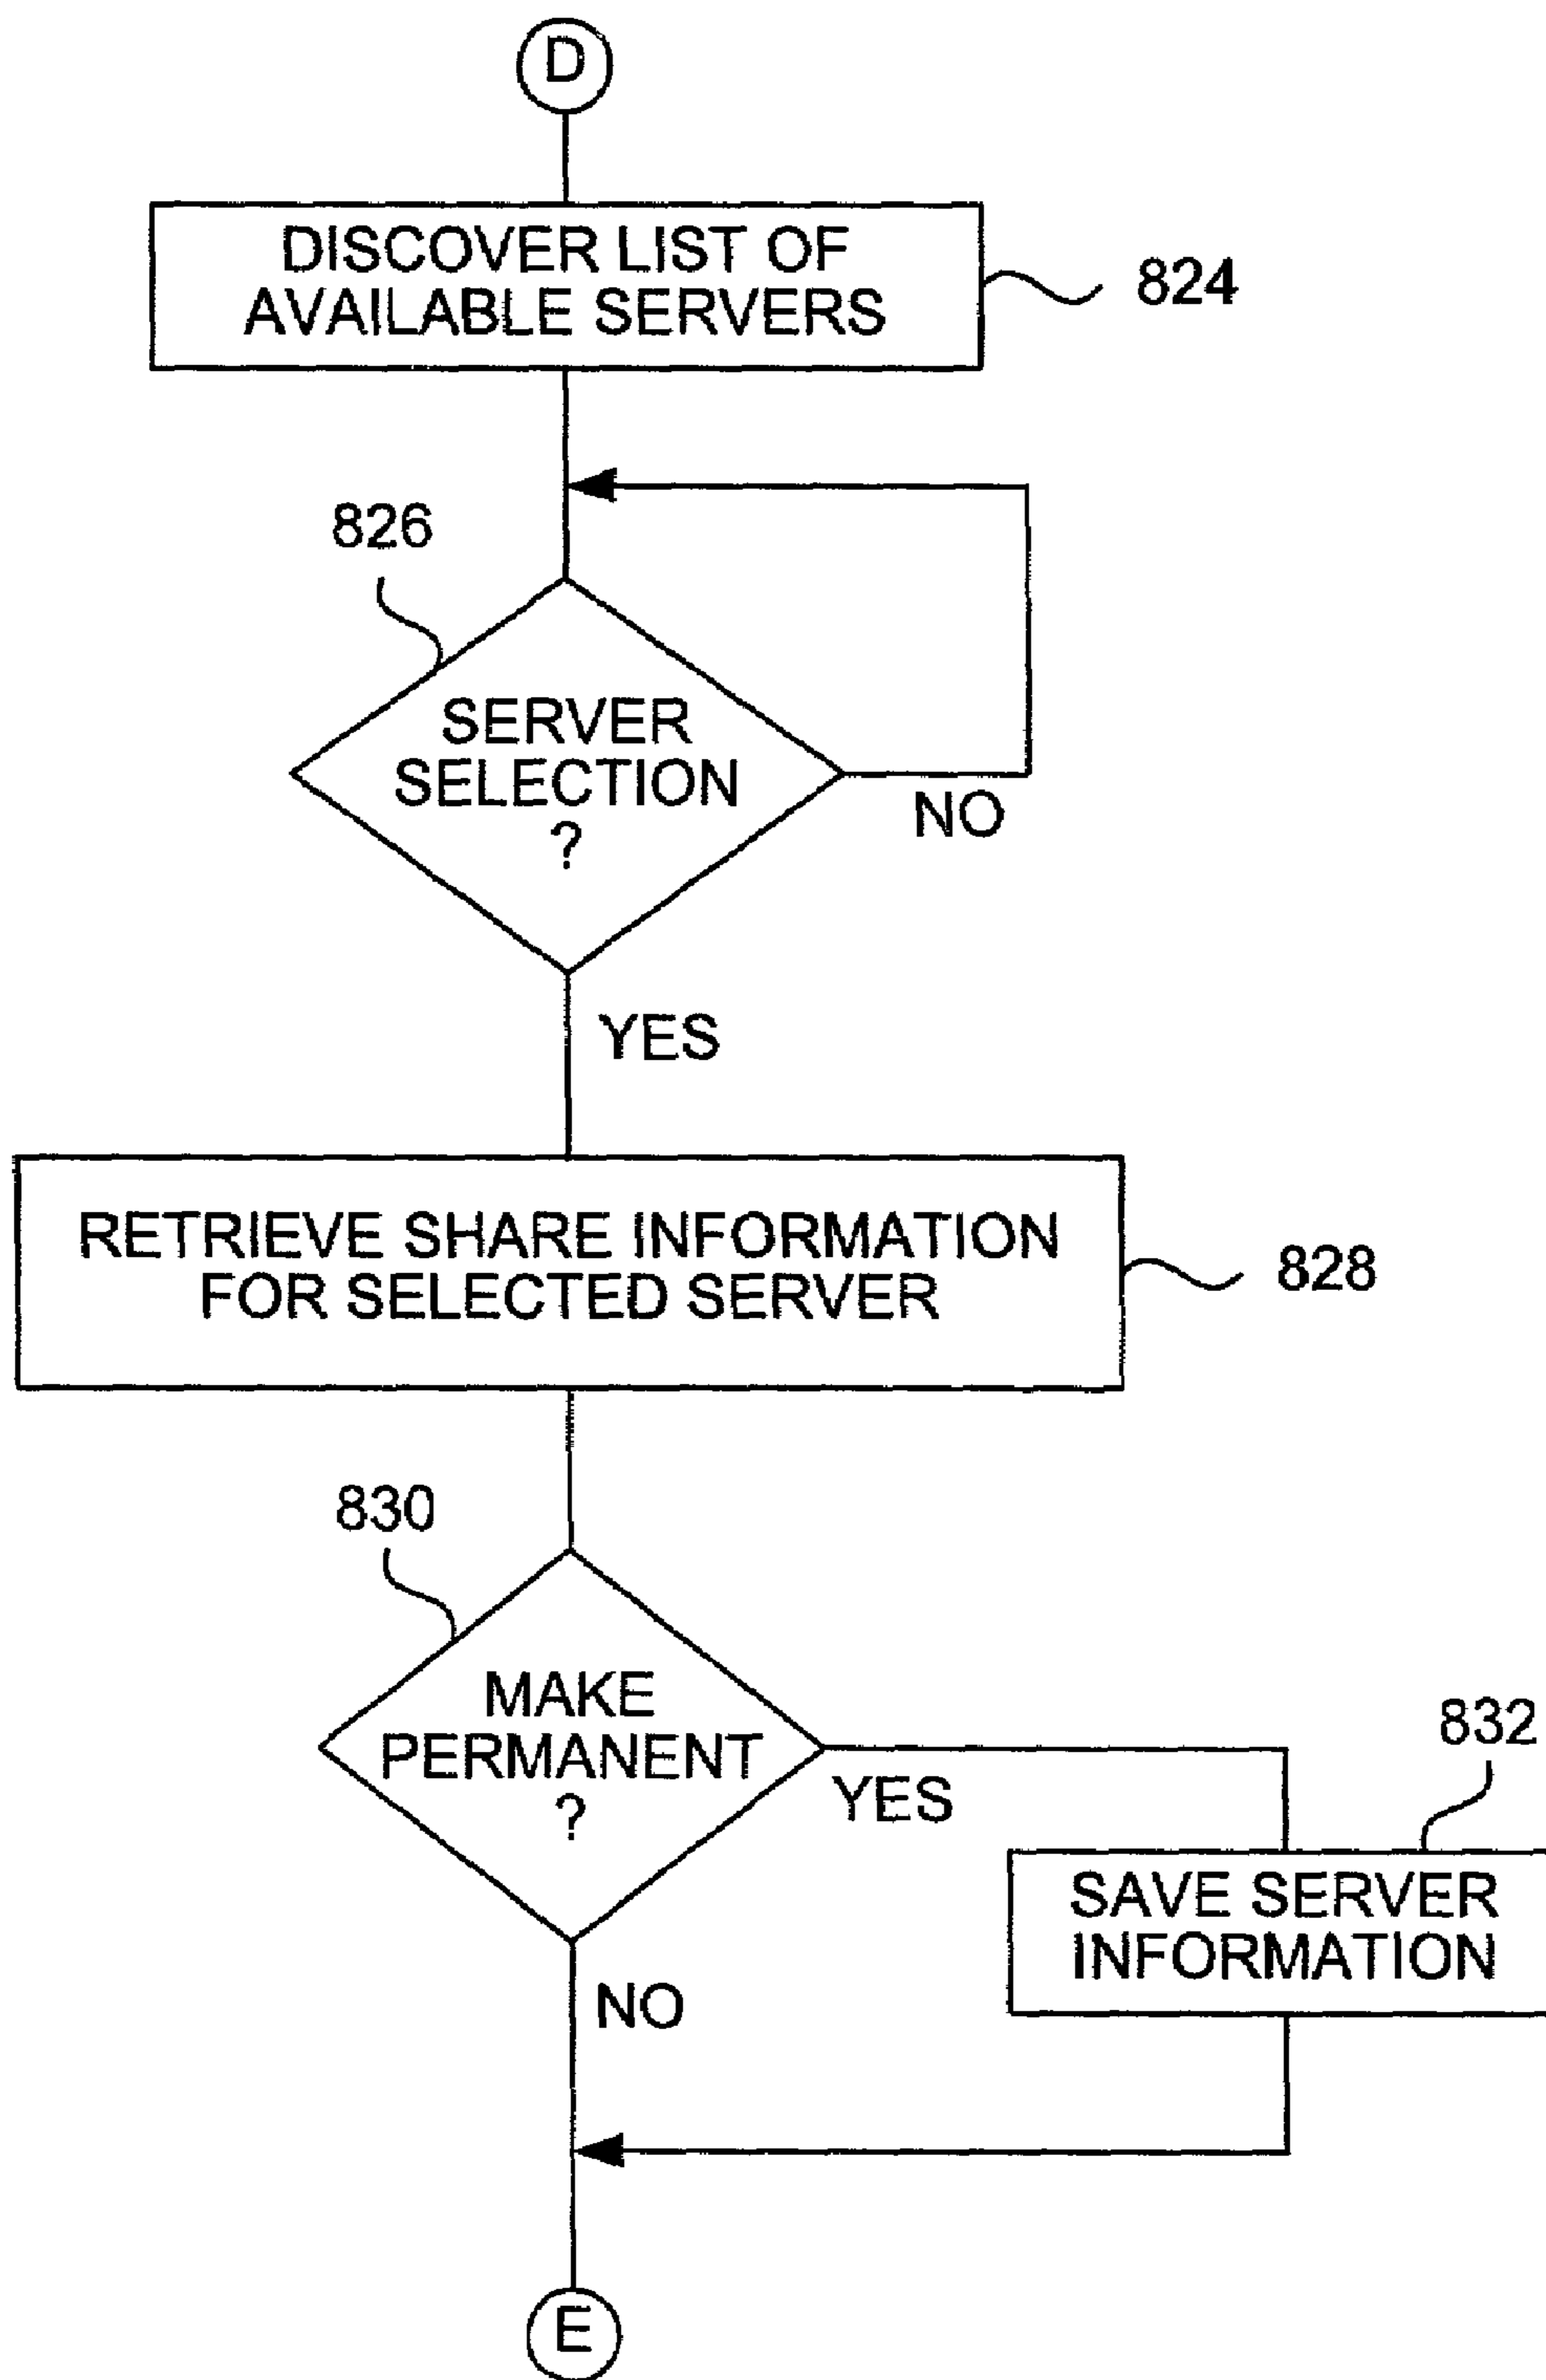 D
DISCOVER LIST OF
AVAILABLE SERVERS
824
826
SERVER
SELECTION
?
NO
YES
RETRIEVE SHARE INFORMATION
FOR SELECTED SERVER
828
830
MAKE
PERMANENT
?
YES
832
SAVE SERVER
INFORMATION
NO
E